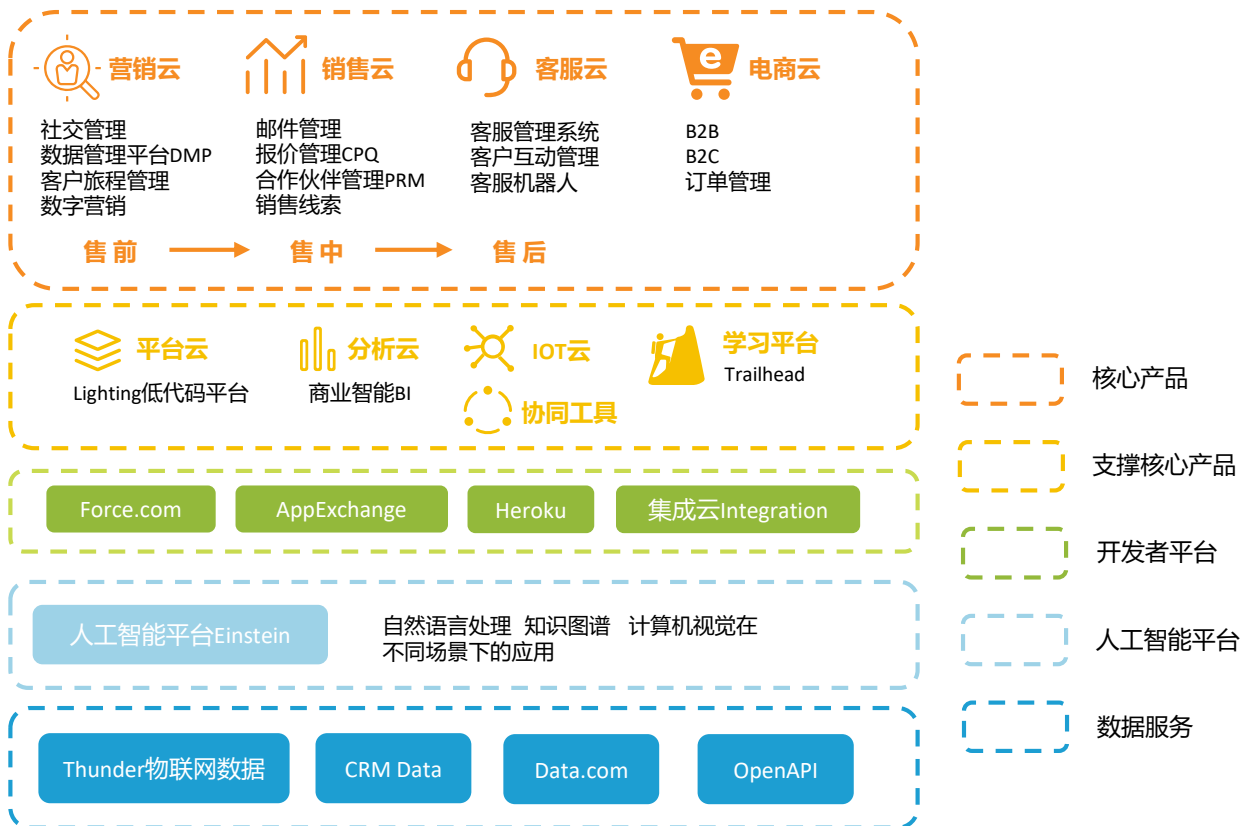 营销云
销售云
e
客服云
电商云
社交管理
数据管理平台DMP
客户旅程管理
数字营销
邮件管理
报价管理CPQ
合作伙伴管理PRM
销售线索
客服管理系统
客户互动管理
客服机器人
B2B
B2C
订单管理
售前
售中
售后
平台云
Lighting低代码平台
分析云
商业智能BI
IOT云
协同工具
学习平台
Trailhead
Force.com
AppExchange
Heroku
集成云Integration
人工智能平台Einstein
自然语言处理 知识图谱 计算机视觉在
不同场景下的应用
Thunder物联网数据
CRM Data
Data.com
OpenAPI
核心产品
支撑核心产品
开发者平台
人工智能平台
数据服务